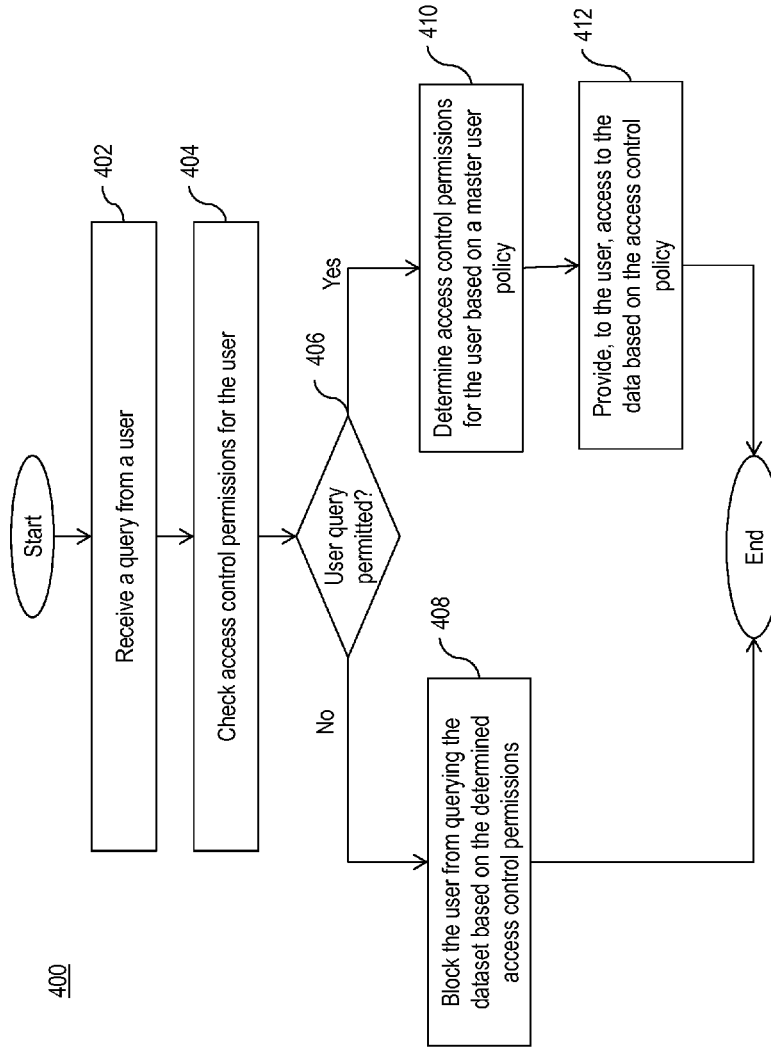 400
Start
Receive a query from a user
402
Check access control permissions for the user
404
User query
permitted?
406
No
Yes
Block the user from querying the
dataset based on the determined
access control permissions
408
Determine access control permissions
for the user based on a master user
policy
410
Provide, to the user, access to the
data based on the access control
policy
412
End